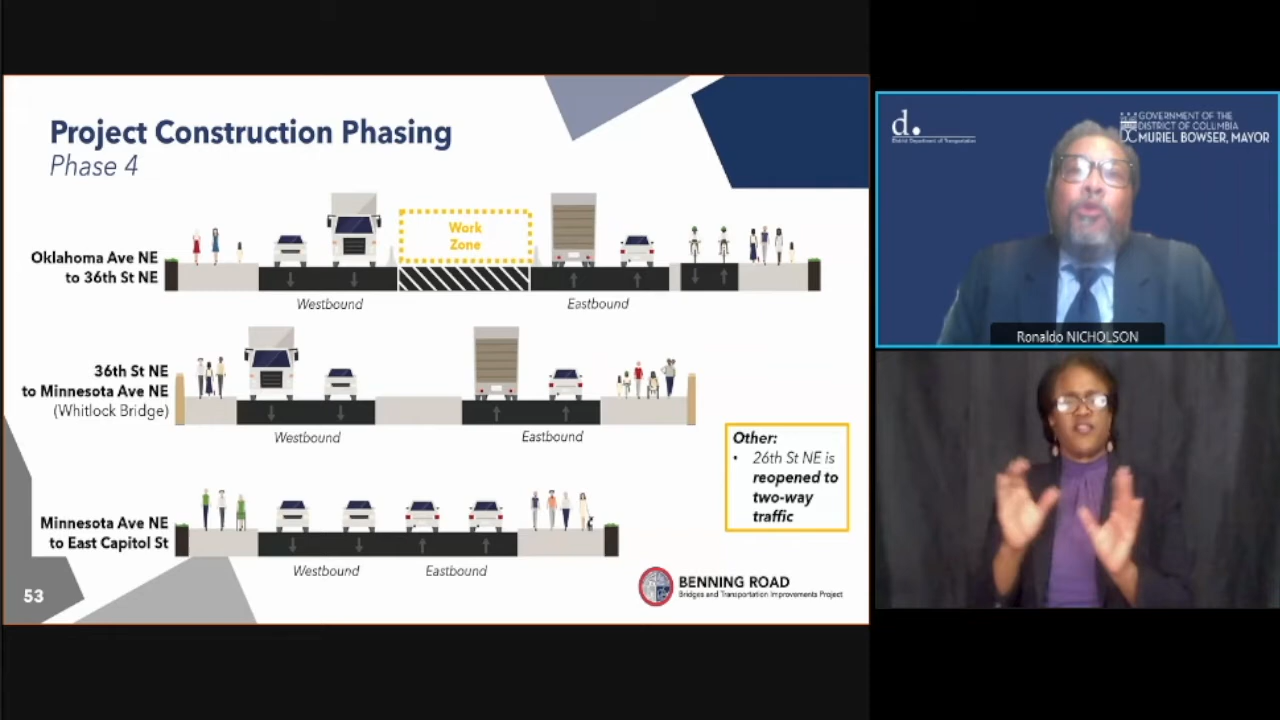 Project Construction Phasing
Phase 4
Oklahoma Ave NE
to 36th St NE
Work
Zone
Westbound
Eastbound
36th St NE
to Minnesota Ave NE
(Whitlock Bridge)
Westbound
Eastbound
Other:
• 26th St NE is
reopened to
two-way
traffic
Minnesota Ave NE
to East Capitol St
Westbound
Eastbound
53
BENNING ROAD
Bridges and Transportation Improvements Project
d.
District Department of Transportation
GOVERNMENT OF THE
DISTRICT OF COLUMBIA
DC MURIEL BOWSER, MAYOR
Ronaldo NICHOLSON